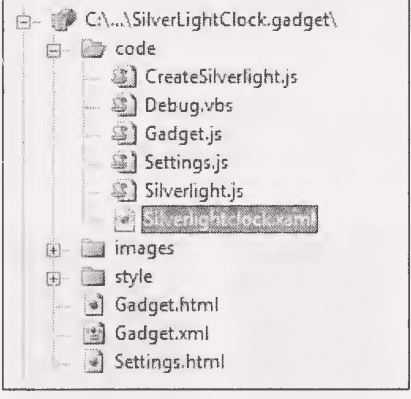 C:\...\SilverLightClock.gadget\
code
CreateSilverlight.js
Debug.vbs
Gadget.js
Settings.js
Silverlight.js
Silverlightclock.xaml
images
style
Gadget.html
Gadget.xml
Settings.html